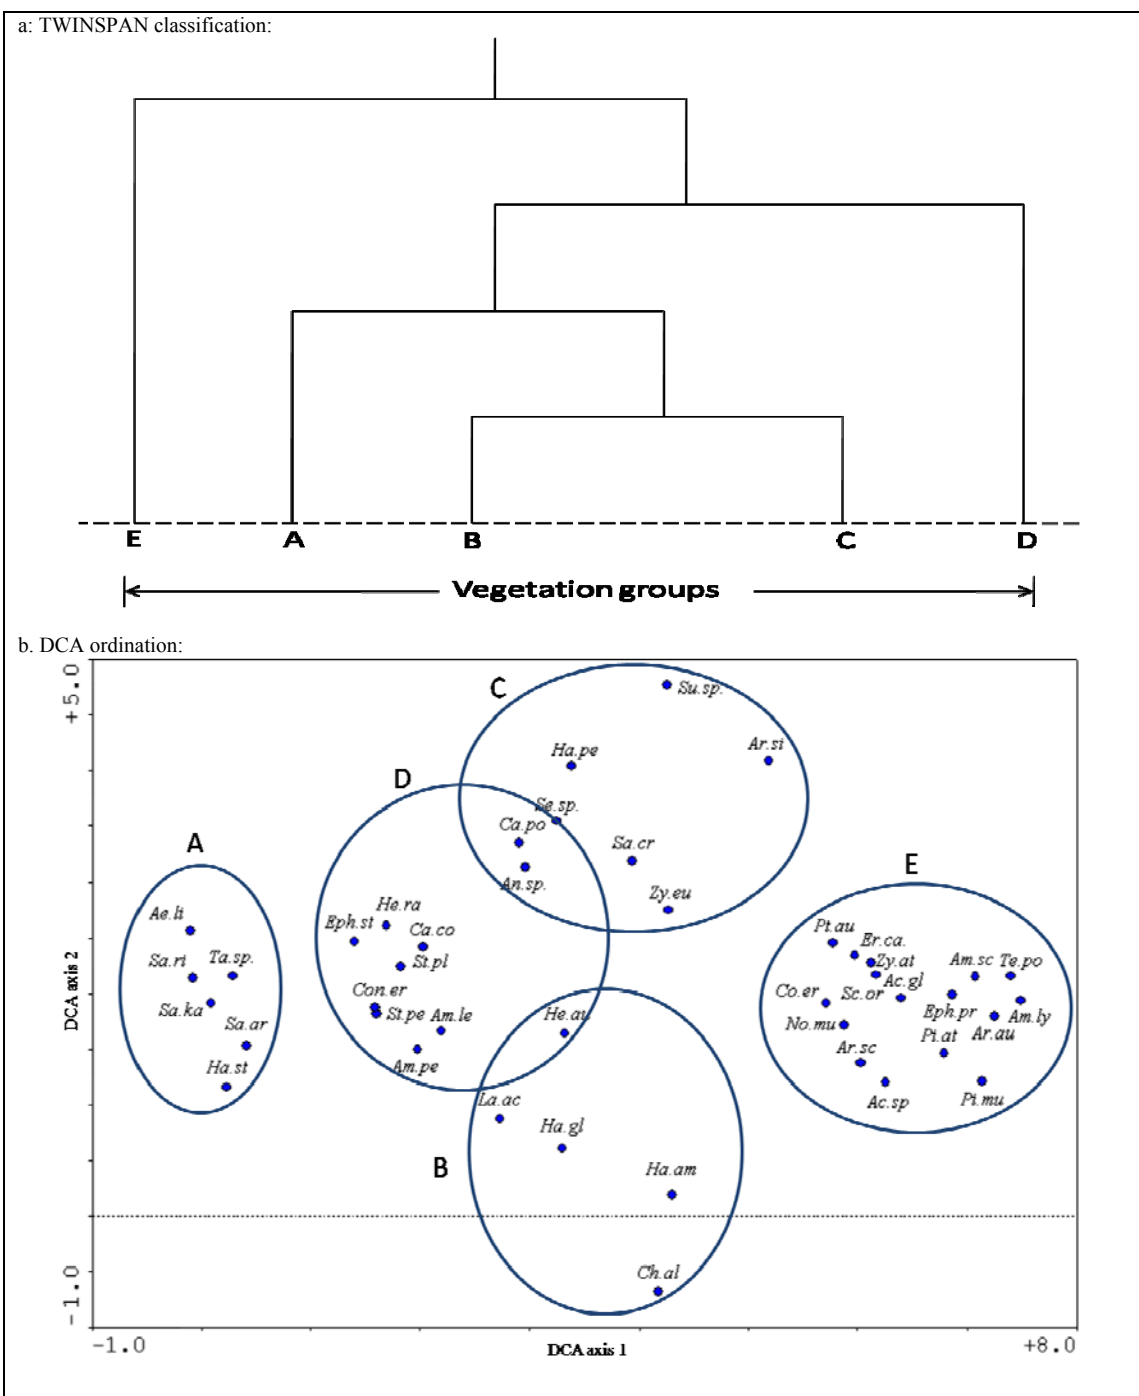 a: TWINSPAN classification:
E A B C D
Vegetation groups
b. DCA ordination:
+5.0
C
Su.sp.
Ar.si
Ha.pe
D
Se.sp.
Ca.po
Sa.cr
A
E
An.sp.
Zy.eu
Ae.li
He.ra
Eph.st
Ca.co
Pt.au
Er.ca.
Sa.ri
Ta.sp.
St.pl
Zy.at
Am.sc
Te.po
Ac.gl
Con.er
Co.er
Sc.or
Sa.ka
St.pe
Am.le
He.au
Eph.pr
Am.ly
Sa.ar
No.mu
Pi.at
Ar.au
Ha.st
Am.pe
Ar.sc
La.ac
Ac.sp
Pi.mu
Ha.gl
B
Ha.am
Ch.al
DCA axis 2
-1.0
-1.0
DCA axis 1
+8.0